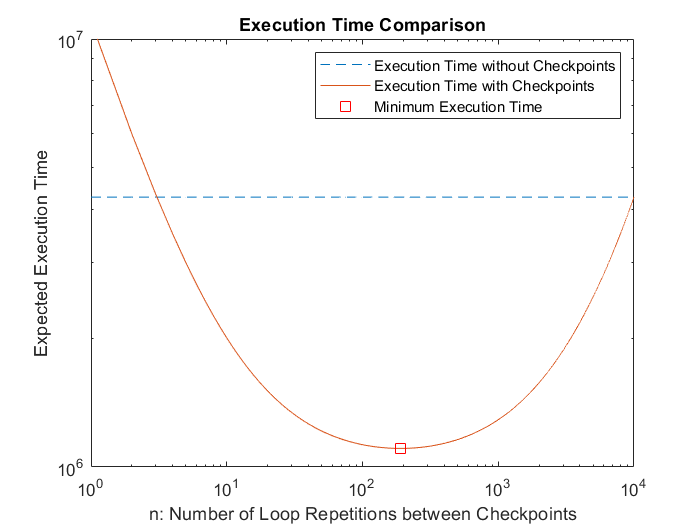 Execution Time Comparison
10^7
Execution Time without Checkpoints
Execution Time with Checkpoints
Minimum Execution Time
Expected Execution Time
10^6
10^0 10^1 10^2 10^3 10^4
n: Number of Loop Repetitions between Checkpoints